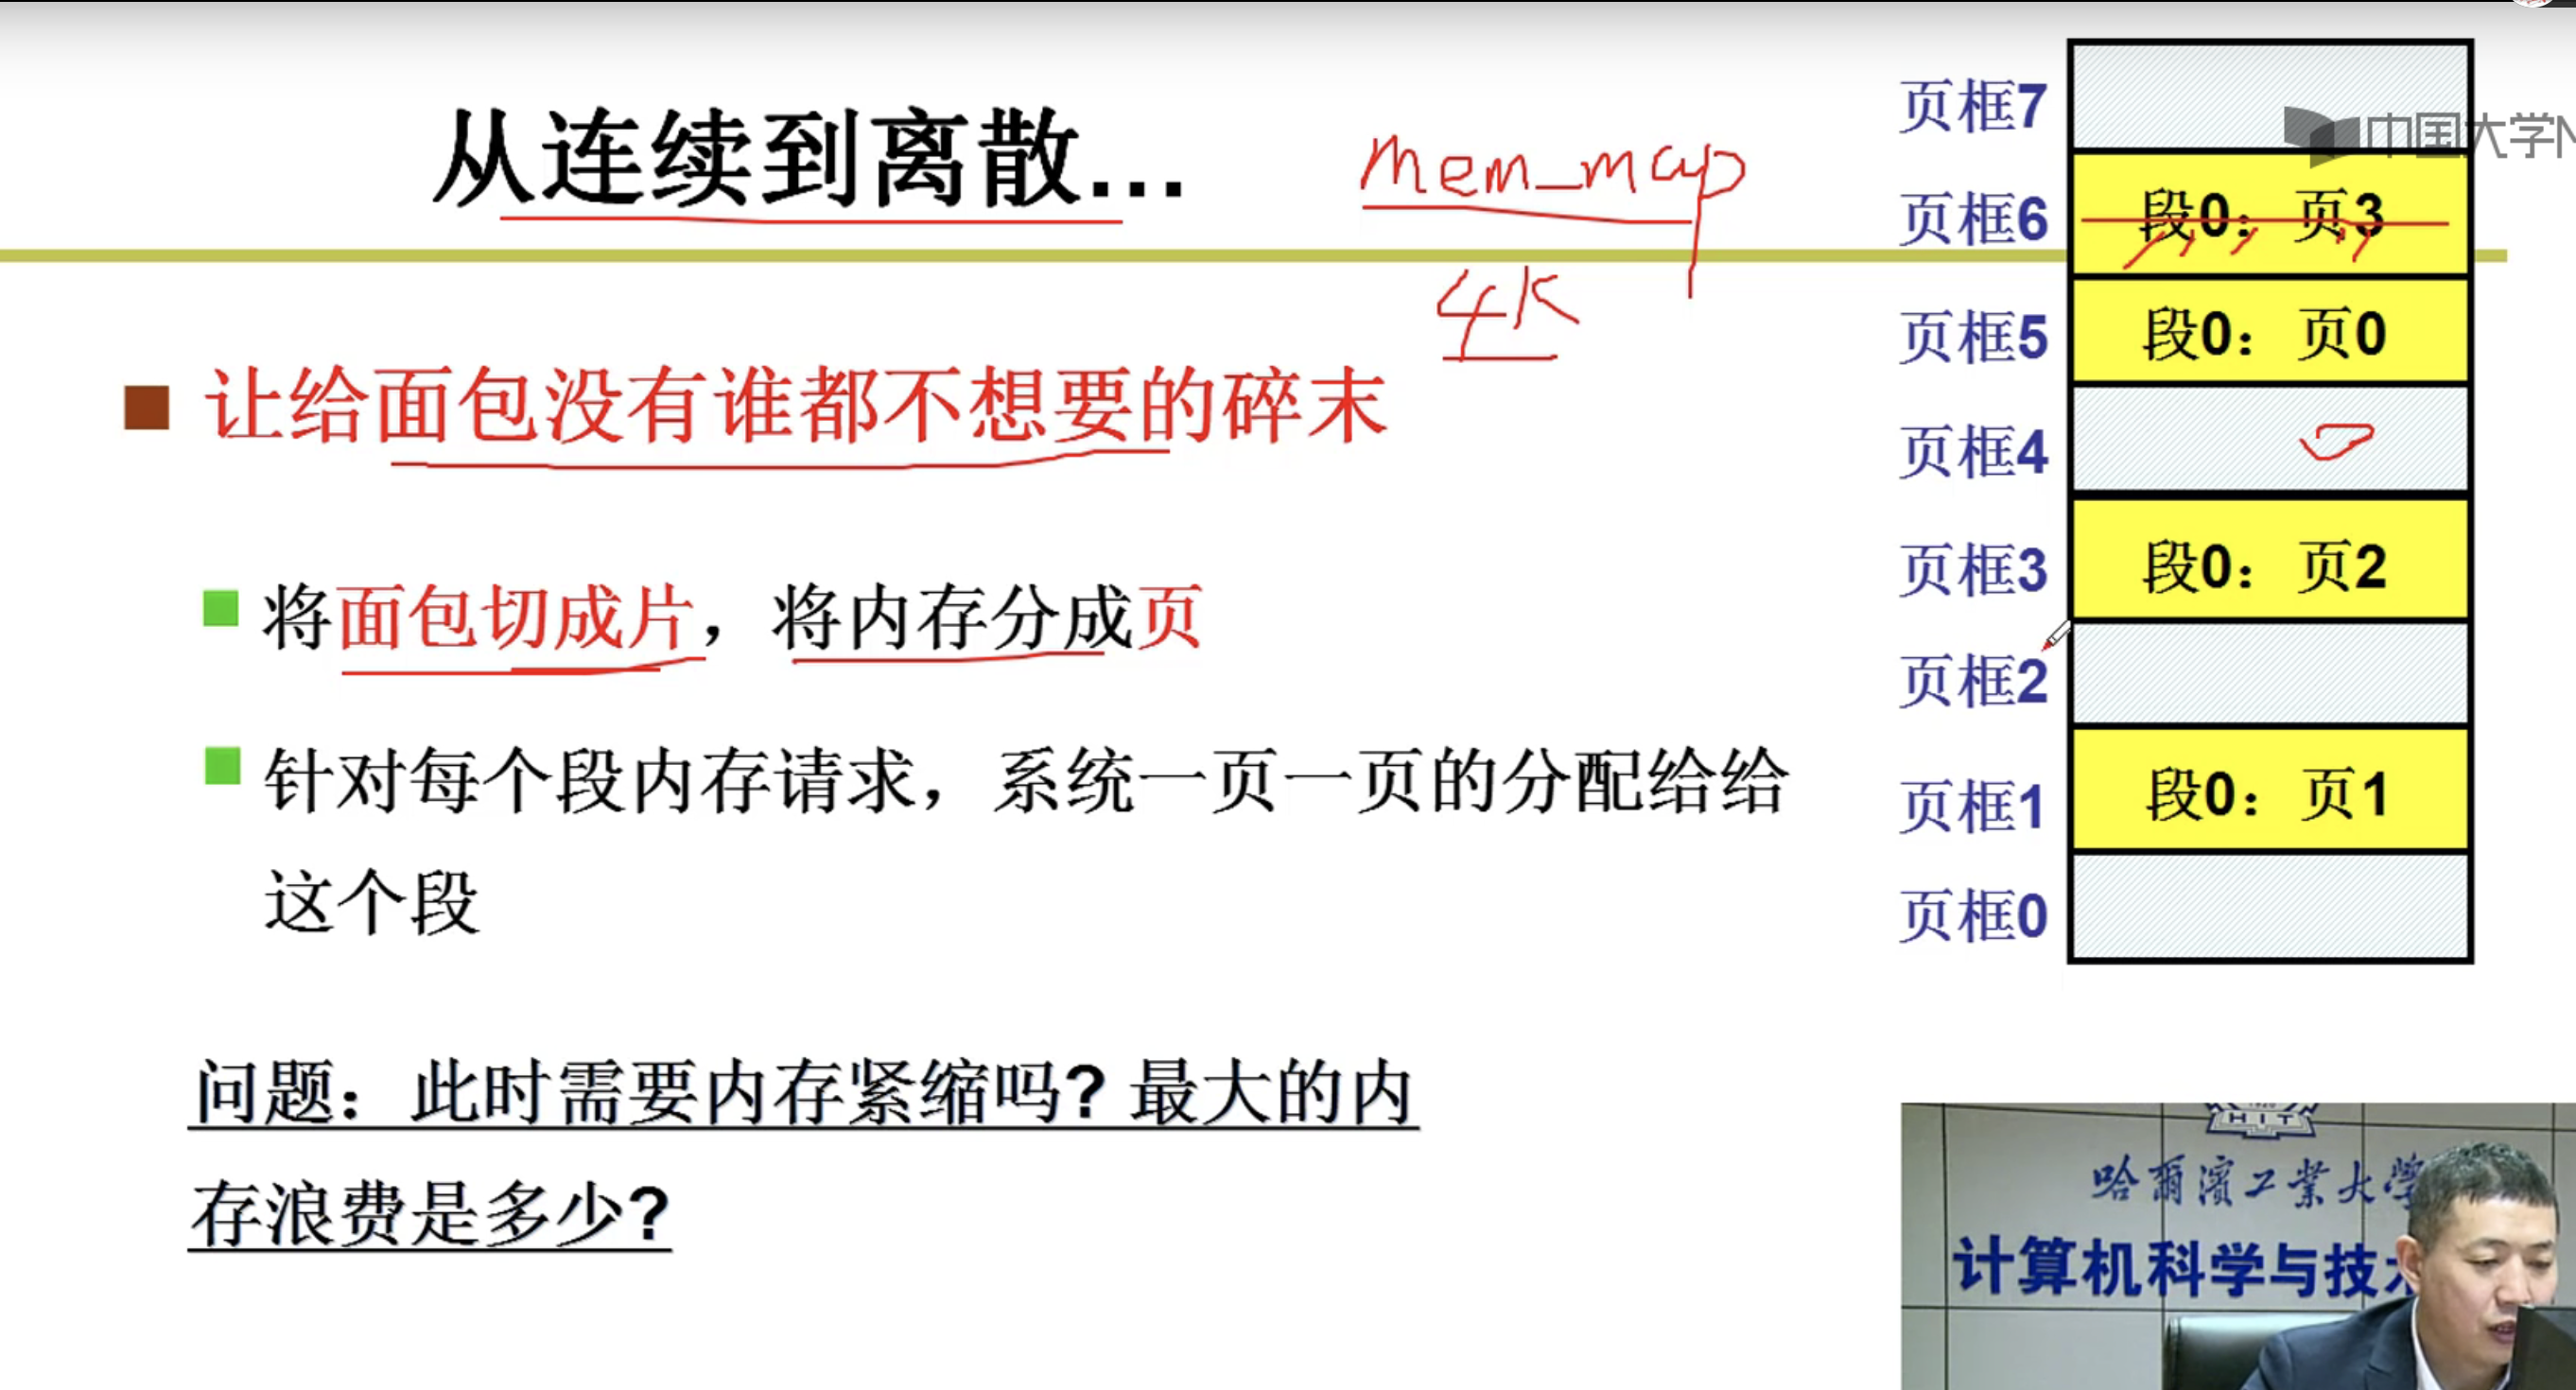 从连续到离散...
mem_map
4K
让给面包没有谁都不想要的碎末
将面包切成片，将内存分成页
针对每个段内存请求，系统一页一页的分配给给
这个段
问题：此时需要内存紧缩吗？最大的内
存浪费是多少？
页框7
中国大学M
页框6 段0：页3
页框5 段0：页0
页框4
页框3 段0：页2
页框2
页框1 段0：页1
页框0
HIT
哈尔滨工业大学
计算机科学与技